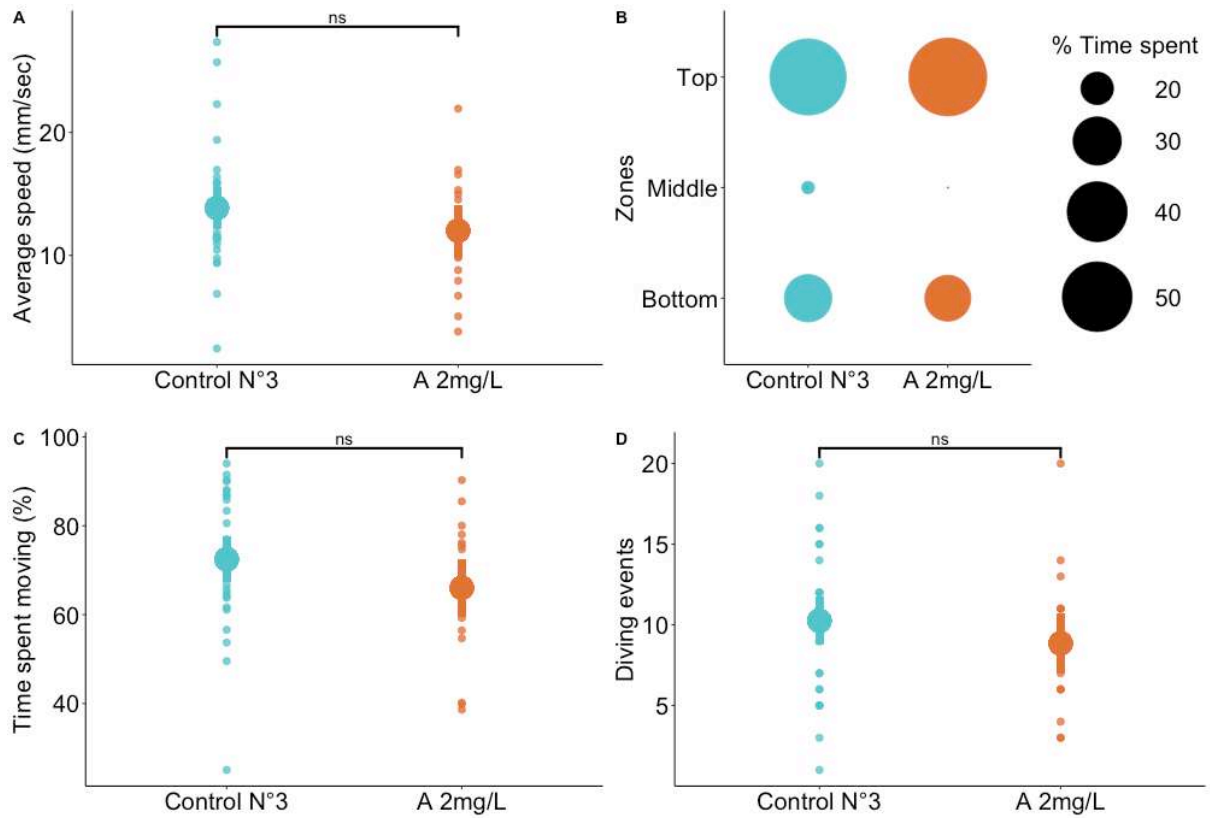 A
ns
Average speed (mm/sec)
20
10
Control N°3
A 2mg/L
B
Zones
Top
Middle
Bottom
Control N°3
A 2mg/L
% Time spent
20
30
40
50
C
ns
Time spent moving (%)
100
80
60
40
Control N°3
A 2mg/L
D
ns
Diving events
20
15
10
5
Control N°3
A 2mg/L